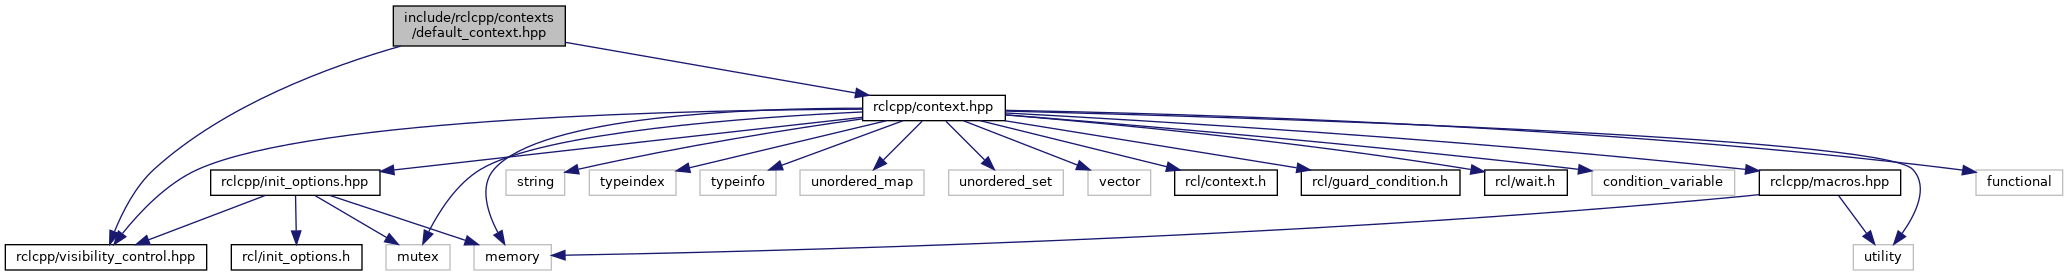 include/rclcpp/contexts
/default_context.hpp
rclcpp/context.hpp
rclcpp/init_options.hpp
string
typeindex
typeinfo
unordered_map
unordered_set
vector
rcl/context.h
rcl/guard_condition.h
rcl/wait.h
condition_variable
rclcpp/macros.hpp
functional
rclcpp/visibility_control.hpp
rcl/init_options.h
mutex
memory
utility